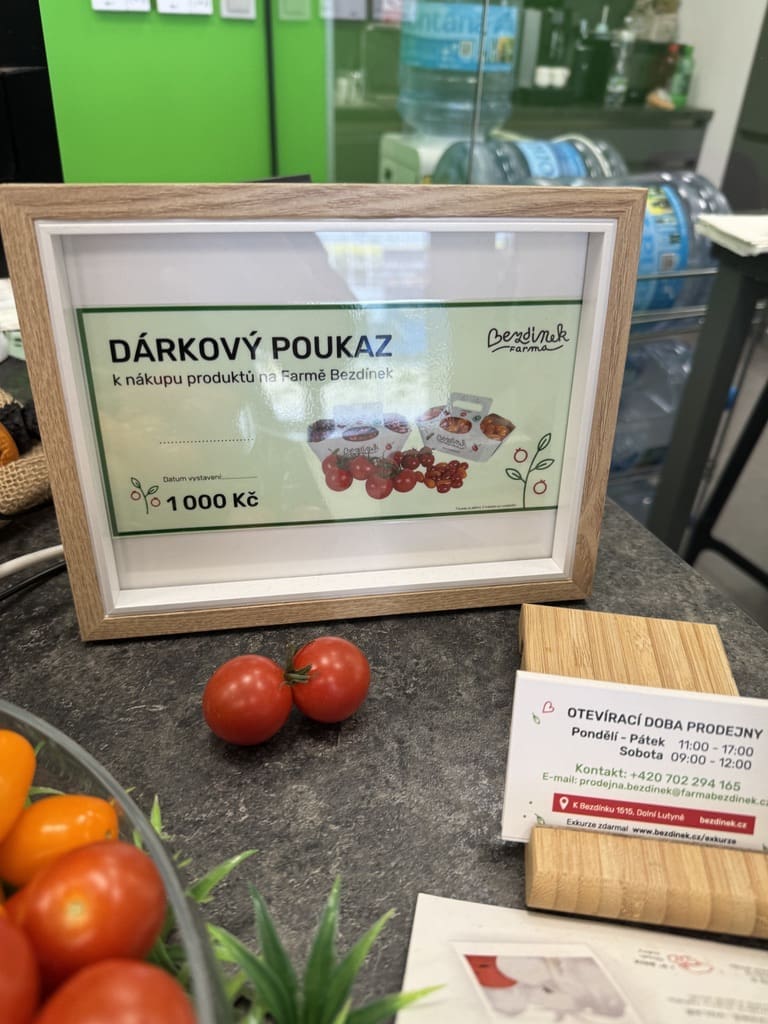 DÁRKOVÝ POUKAZ
k nákupu produktů na Farmě Bezdínek
Bezdínek
FARMA
Datum vystavení:
1 000 Kč
OTEVÍRACÍ DOBA PRODEJNY
Pondělí - Pátek 11:00 - 17:00
Sobota 09:00 - 12:00
Kontakt: +420 702 294 165
E-mail: prodejna.bezdinek@farmabezdinek.cz
K Bezdínku 1515, Dolní Lutyně bezdinek.cz
Exkurze zdarma! www.bezdinek.cz/exkurze